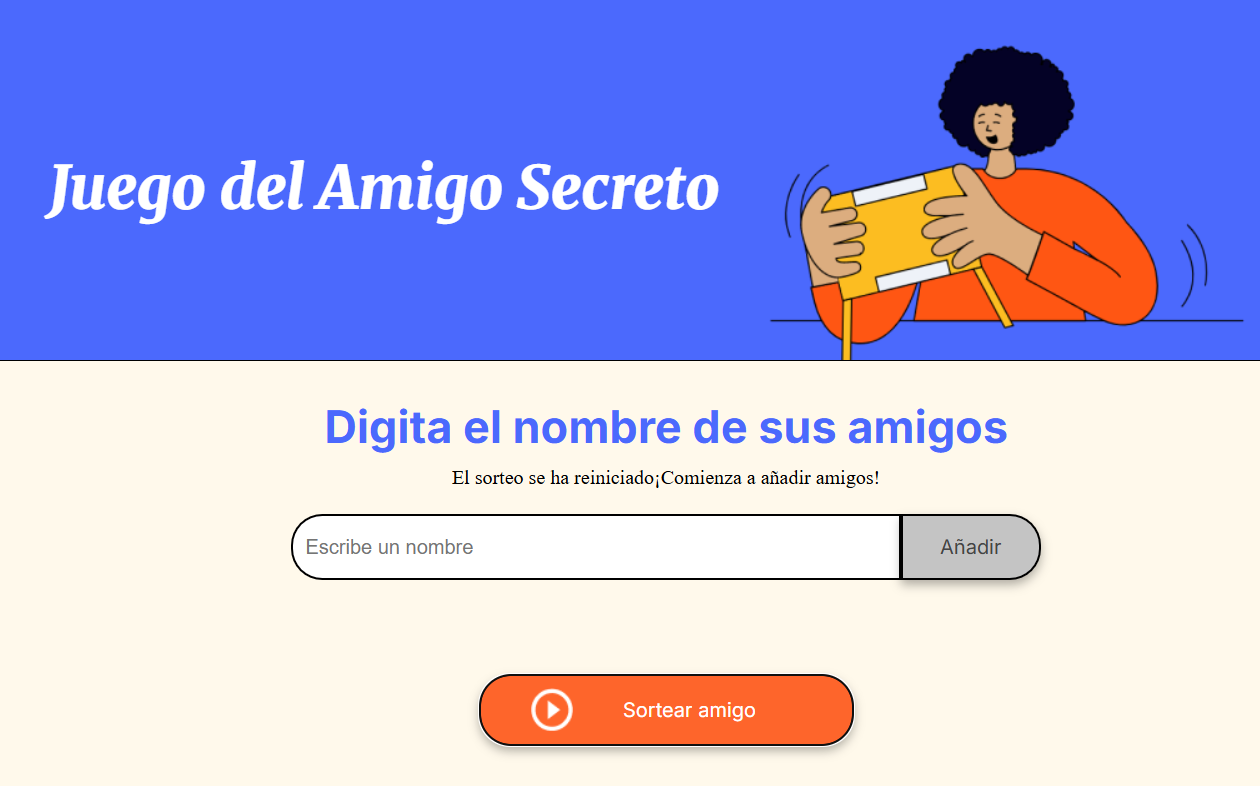 Juego del Amigo Secreto
Digita el nombre de sus amigos
El sorteo se ha reiniciado¡Comienza a añadir amigos!
Escribe un nombre
Añadir
Sortear amigo